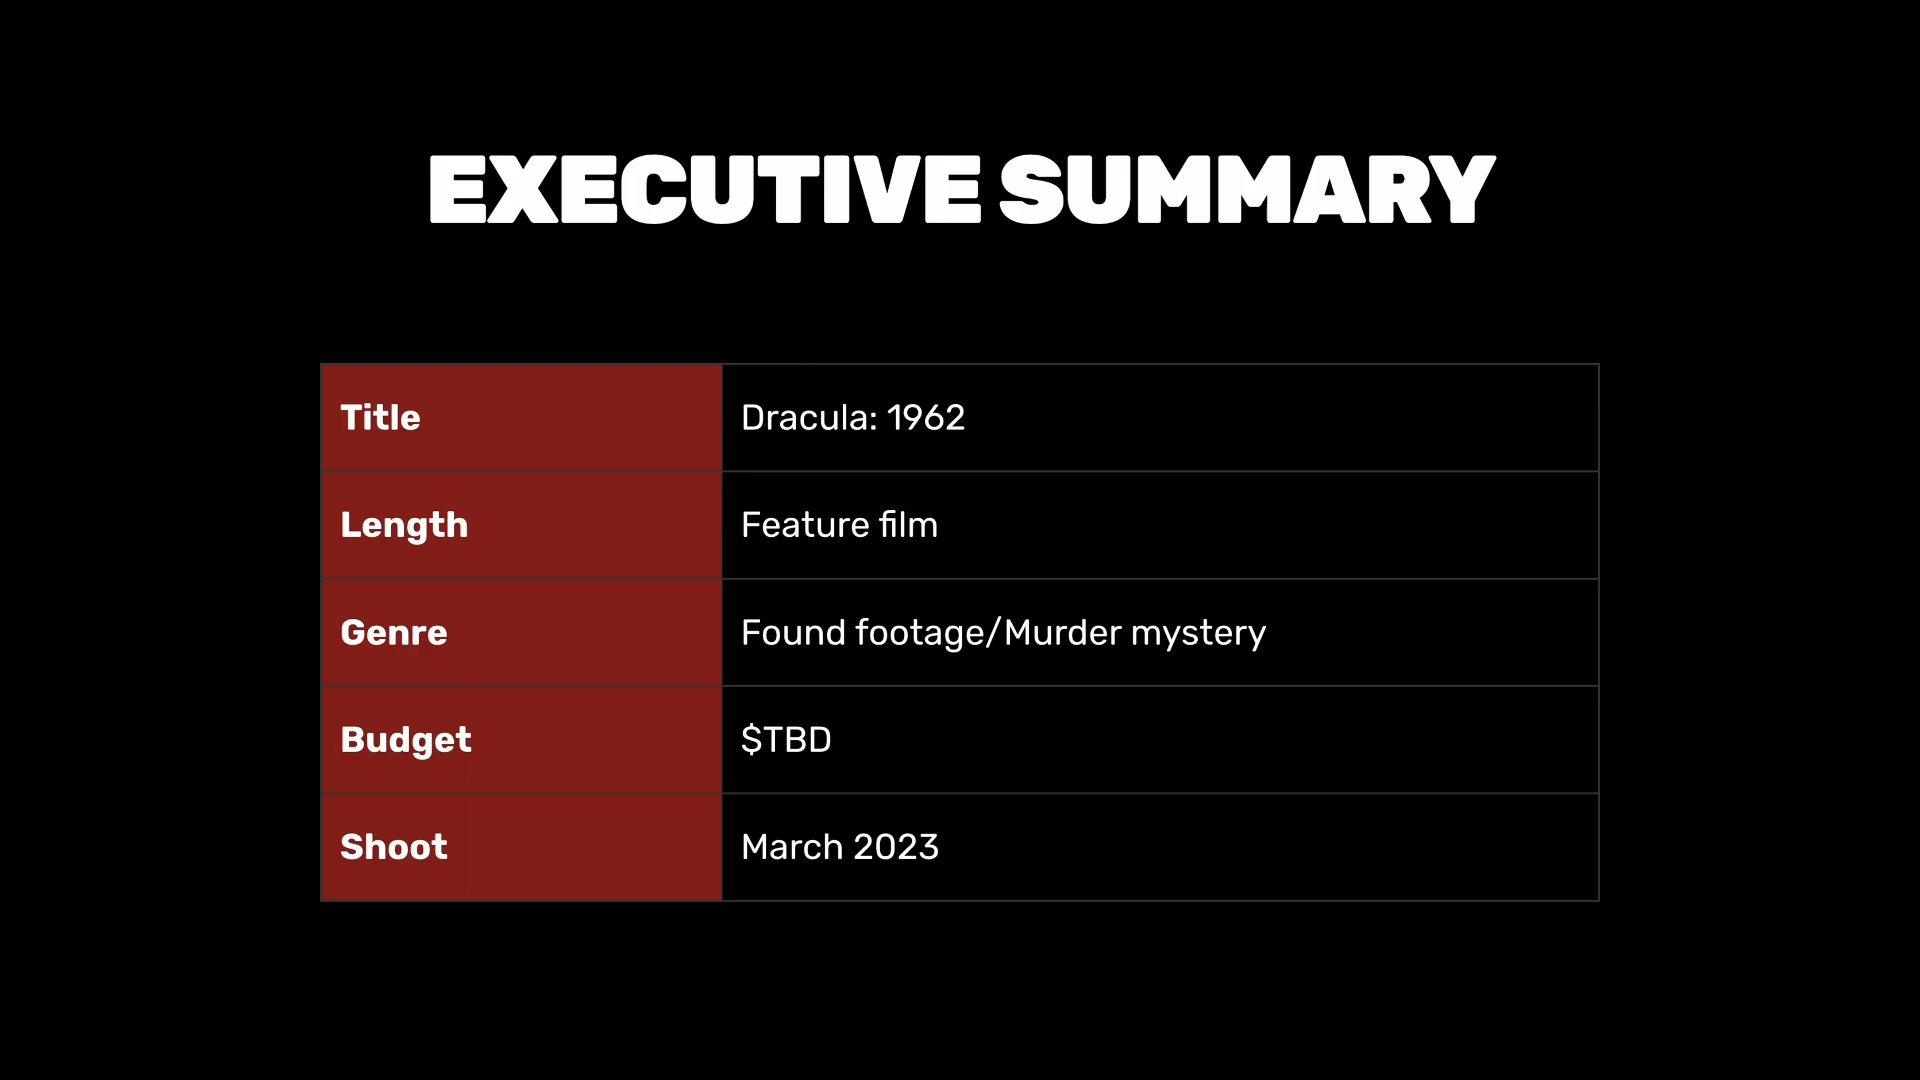 EXECUTIVE SUMMARY
Title Dracula: 1962
Length Feature film
Genre Found footage/Murder mystery
Budget $TBD
Shoot March 2023